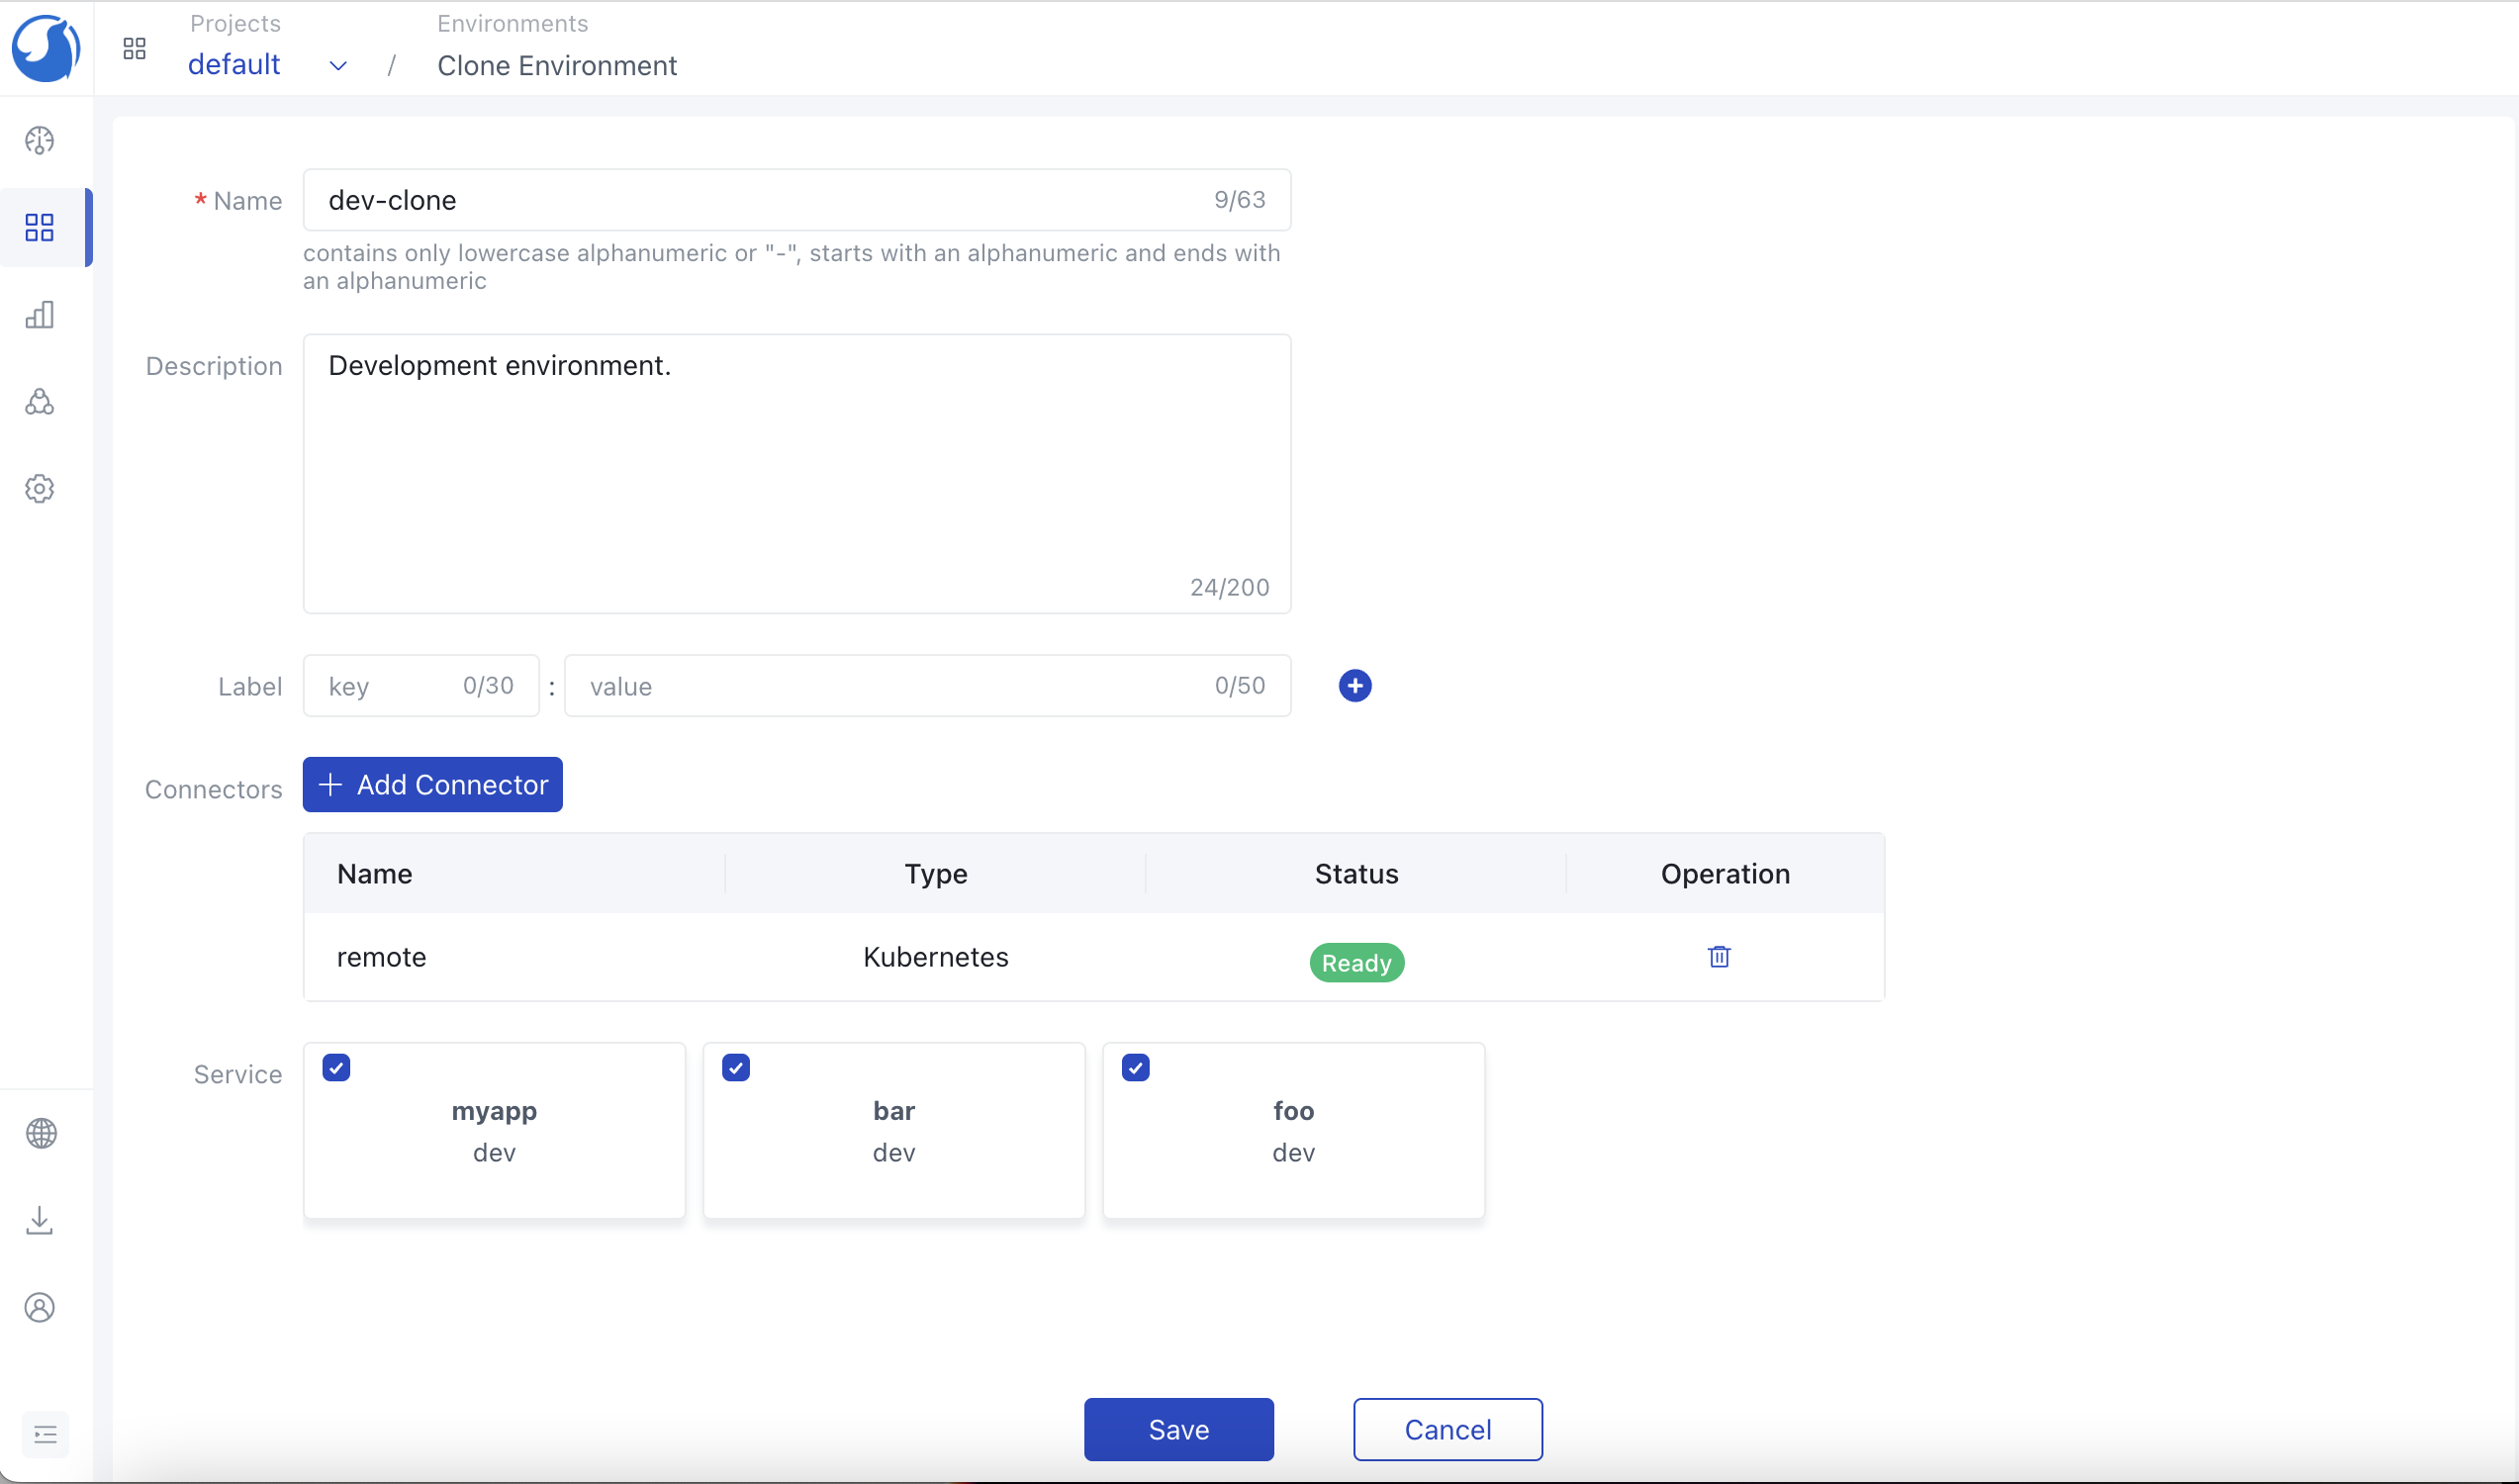 Projects
Environments
default
/
Clone Environment
* Name
dev-clone
9/63
contains only lowercase alphanumeric or "-", starts with an alphanumeric and ends with
an alphanumeric
Description
Development environment.
24/200
Label
key
0/30
:
value
0/50
Connectors
Add Connector
Name
Type
Status
Operation
remote
Kubernetes
Ready
Service
myapp
dev
bar
dev
foo
dev
Save
Cancel